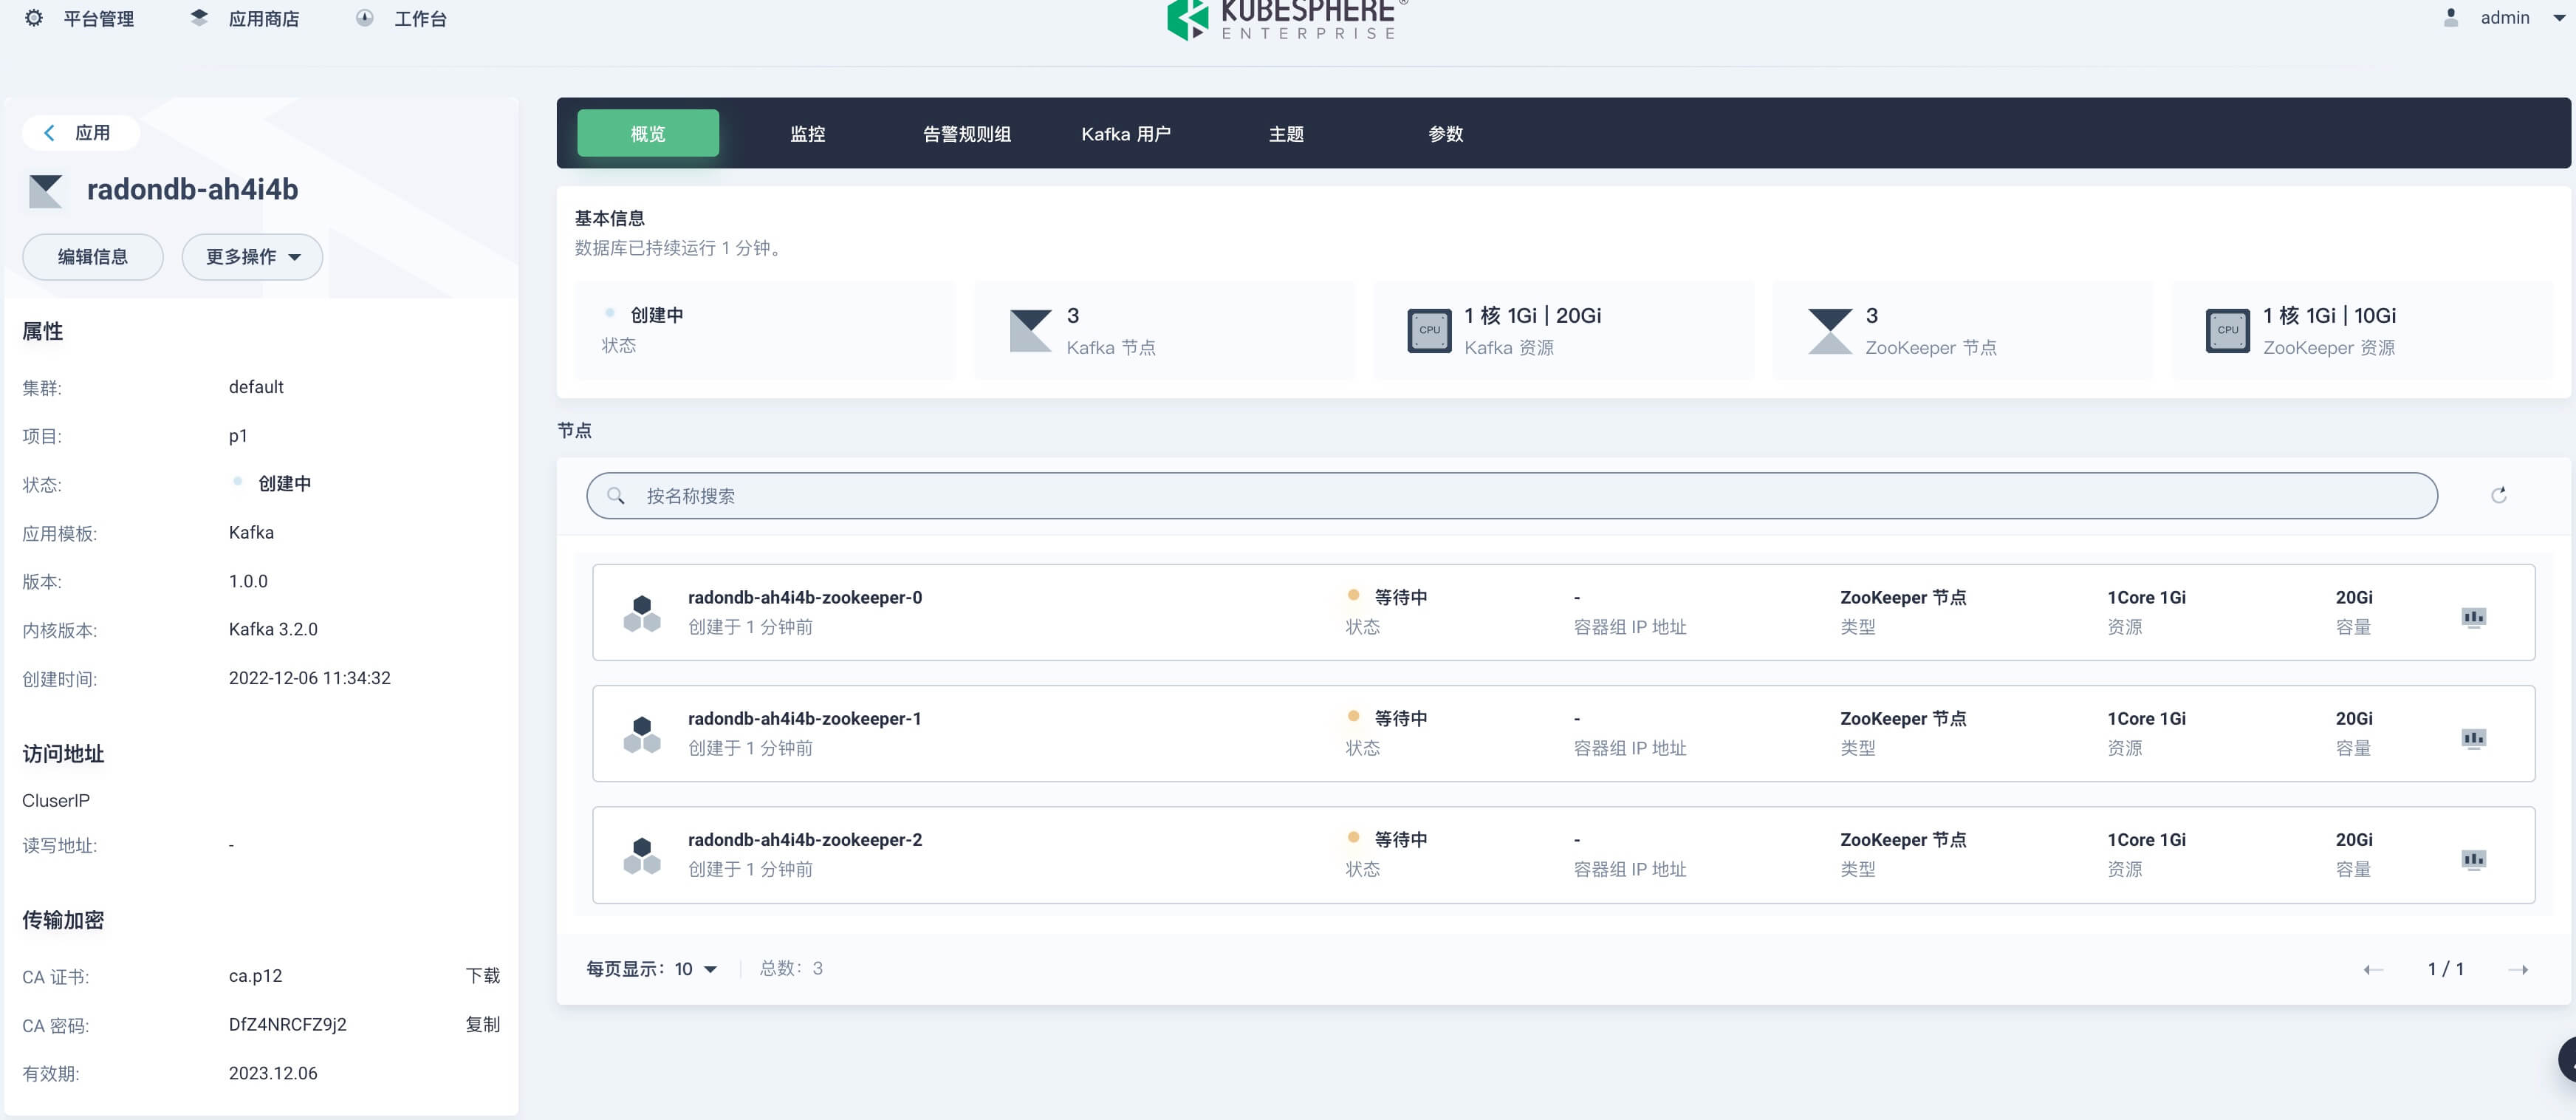 平台管理
应用商店
工作台
KUBESPHERE®
ENTERPRISE
admin
应用
radondb-ah4i4b
编辑信息
更多操作
属性
集群: default
项目: p1
状态: 创建中
应用模板: Kafka
版本: 1.0.0
内核版本: Kafka 3.2.0
创建时间: 2022-12-06 11:34:32
访问地址
CluserIP
读写地址: -
传输加密
CA 证书: ca.p12 下载
CA 密码: DfZ4NRCFZ9j2 复制
有效期: 2023.12.06
概览 监控 告警规则组 Kafka 用户 主题 参数
基本信息
数据库已持续运行 1 分钟。
创建中
状态
3
Kafka 节点
CPU
1 核 1Gi | 20Gi
Kafka 资源
3
ZooKeeper 节点
CPU
1 核 1Gi | 10Gi
ZooKeeper 资源
节点
按名称搜索
radondb-ah4i4b-zookeeper-0 等待中 - ZooKeeper 节点 1Core 1Gi 20Gi
创建于 1 分钟前 状态 容器组 IP 地址 类型 资源 容量
radondb-ah4i4b-zookeeper-1 等待中 - ZooKeeper 节点 1Core 1Gi 20Gi
创建于 1 分钟前 状态 容器组 IP 地址 类型 资源 容量
radondb-ah4i4b-zookeeper-2 等待中 - ZooKeeper 节点 1Core 1Gi 20Gi
创建于 1 分钟前 状态 容器组 IP 地址 类型 资源 容量
每页显示: 10 总数: 3
1 / 1